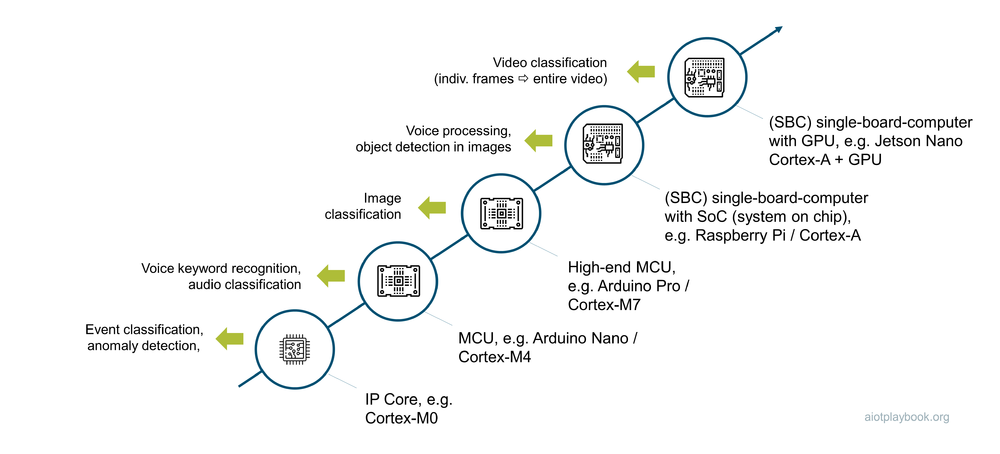 Video classification
(indiv. frames ⇨ entire video)
(SBC) single-board-computer
with GPU, e.g. Jetson Nano
Cortex-A + GPU
Voice processing,
object detection in images
(SBC) single-board-computer
with SoC (system on chip),
e.g. Raspberry Pi / Cortex-A
Image
classification
High-end MCU,
e.g. Arduino Pro /
Cortex-M7
Voice keyword recognition,
audio classification
MCU, e.g. Arduino Nano /
Cortex-M4
Event classification,
anomaly detection,
IP Core, e.g.
Cortex-M0
aiotplaybook.org